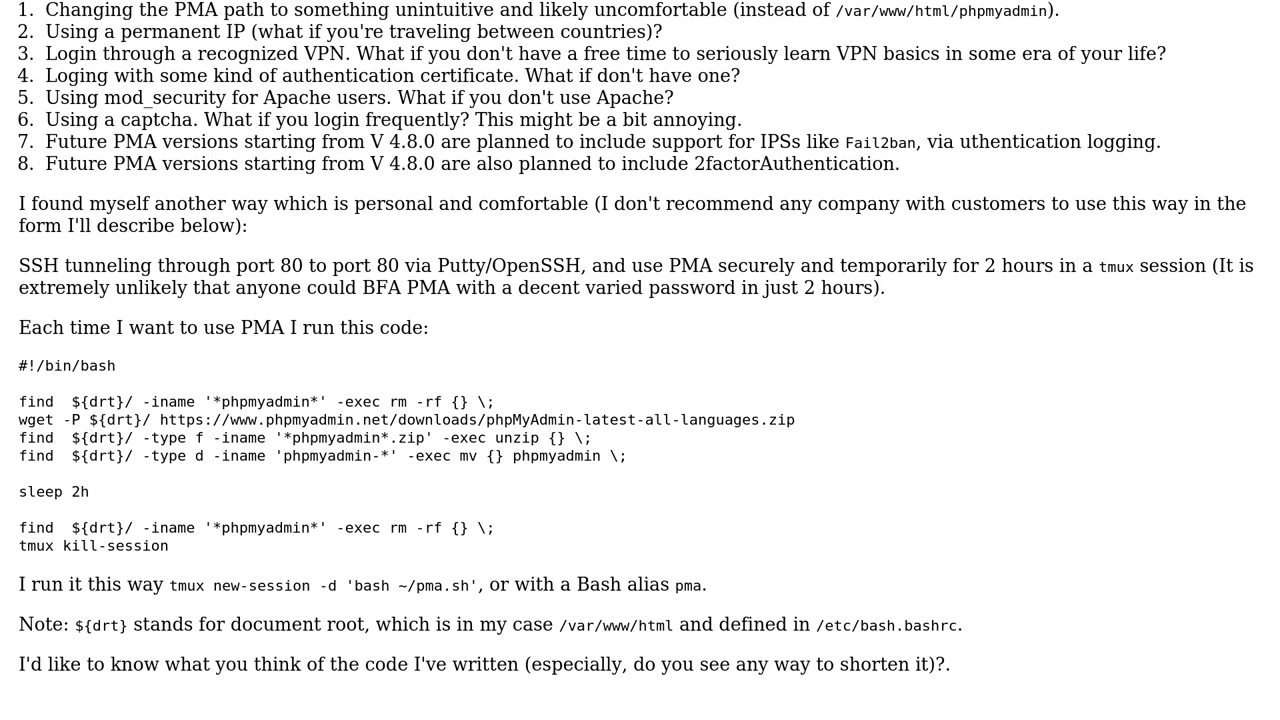 1. Changing the PMA path to something unintuitive and likely uncomfortable (instead of /var/www/html/phpmyadmin).
2. Using a permanent IP (what if you're traveling between countries)?
3. Login through a recognized VPN. What if you don't have a free time to seriously learn VPN basics in some era of your life?
4. Loging with some kind of authentication certificate. What if don't have one?
5. Using mod_security for Apache users. What if you don't use Apache?
6. Using a captcha. What if you login frequently? This might be a bit annoying.
7. Future PMA versions starting from V 4.8.0 are planned to include support for IPSs like Fail2ban, via uthentication logging.
8. Future PMA versions starting from V 4.8.0 are also planned to include 2factorAuthentication.
I found myself another way which is personal and comfortable (I don't recommend any company with customers to use this way in the
form I'll describe below):
SSH tunneling through port 80 to port 80 via Putty/OpenSSH, and use PMA securely and temporarily for 2 hours in a tmux session (It is
extremely unlikely that anyone could BFA PMA with a decent varied password in just 2 hours).
Each time I want to use PMA I run this code:
#!/bin/bash
find  ${drt}/ -iname '*phpmyadmin*' -exec rm -rf {} \;
wget -P ${drt}/ https://www.phpmyadmin.net/downloads/phpMyAdmin-latest-all-languages.zip
find  ${drt}/ -type f -iname '*phpmyadmin*.zip' -exec unzip {} \;
find  ${drt}/ -type d -iname 'phpmyadmin-*' -exec mv {} phpmyadmin \;
sleep 2h
find  ${drt}/ -iname '*phpmyadmin*' -exec rm -rf {} \;
tmux kill-session
I run it this way tmux new-session -d 'bash ~/pma.sh', or with a Bash alias pma.
Note: ${drt} stands for document root, which is in my case /var/www/html and defined in /etc/bash.bashrc.
I'd like to know what you think of the code I've written (especially, do you see any way to shorten it)?.